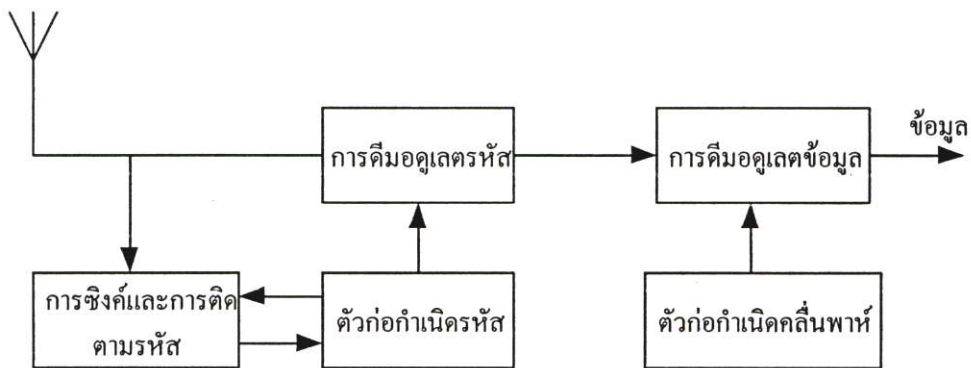 ข้อมูล
การดีมอดูเลตรหัส
การดีมอดูเลตข้อมูล
การซิงค์และการติด
ตามรหัส
ตัวก่อกำเนิดรหัส
ตัวก่อกำเนิดคลื่นพาห์